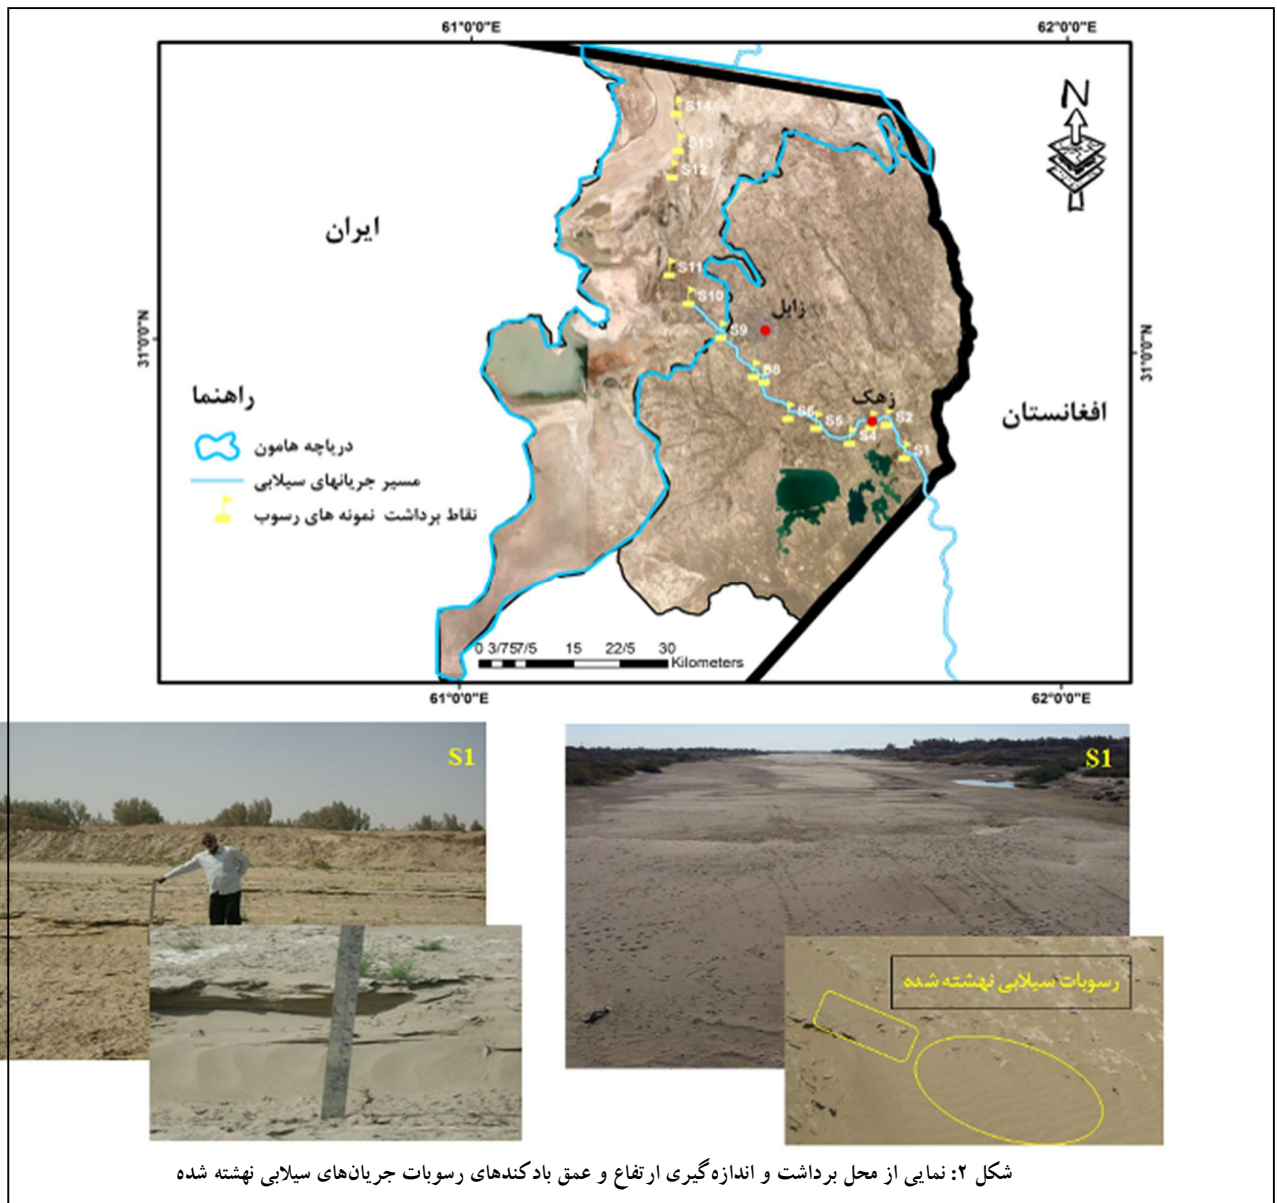 61°0'0"E
62°0'0"E
N
S14
S13
S12
ایران
S11
S10
زابل
31°0'0"N
S9
31°0'0"N
S8
راهنما
زهک
افغانستان
S6
S5
S2
S4
S1
دریاچه هامون
مسیر جریانهای سیلابی
نقاط برداشت نمونه های رسوب
0 3/75 7/5 15 22/5 30
Kilometers
61°0'0"E
62°0'0"E
S1
S1
رسوبات سیلابی نهشته شده
شکل ۲: نمایی از محل برداشت و اندازه‌گیری ارتفاع و عمق بادکندهای رسوبات جریان‌های سیلابی نهشته شده